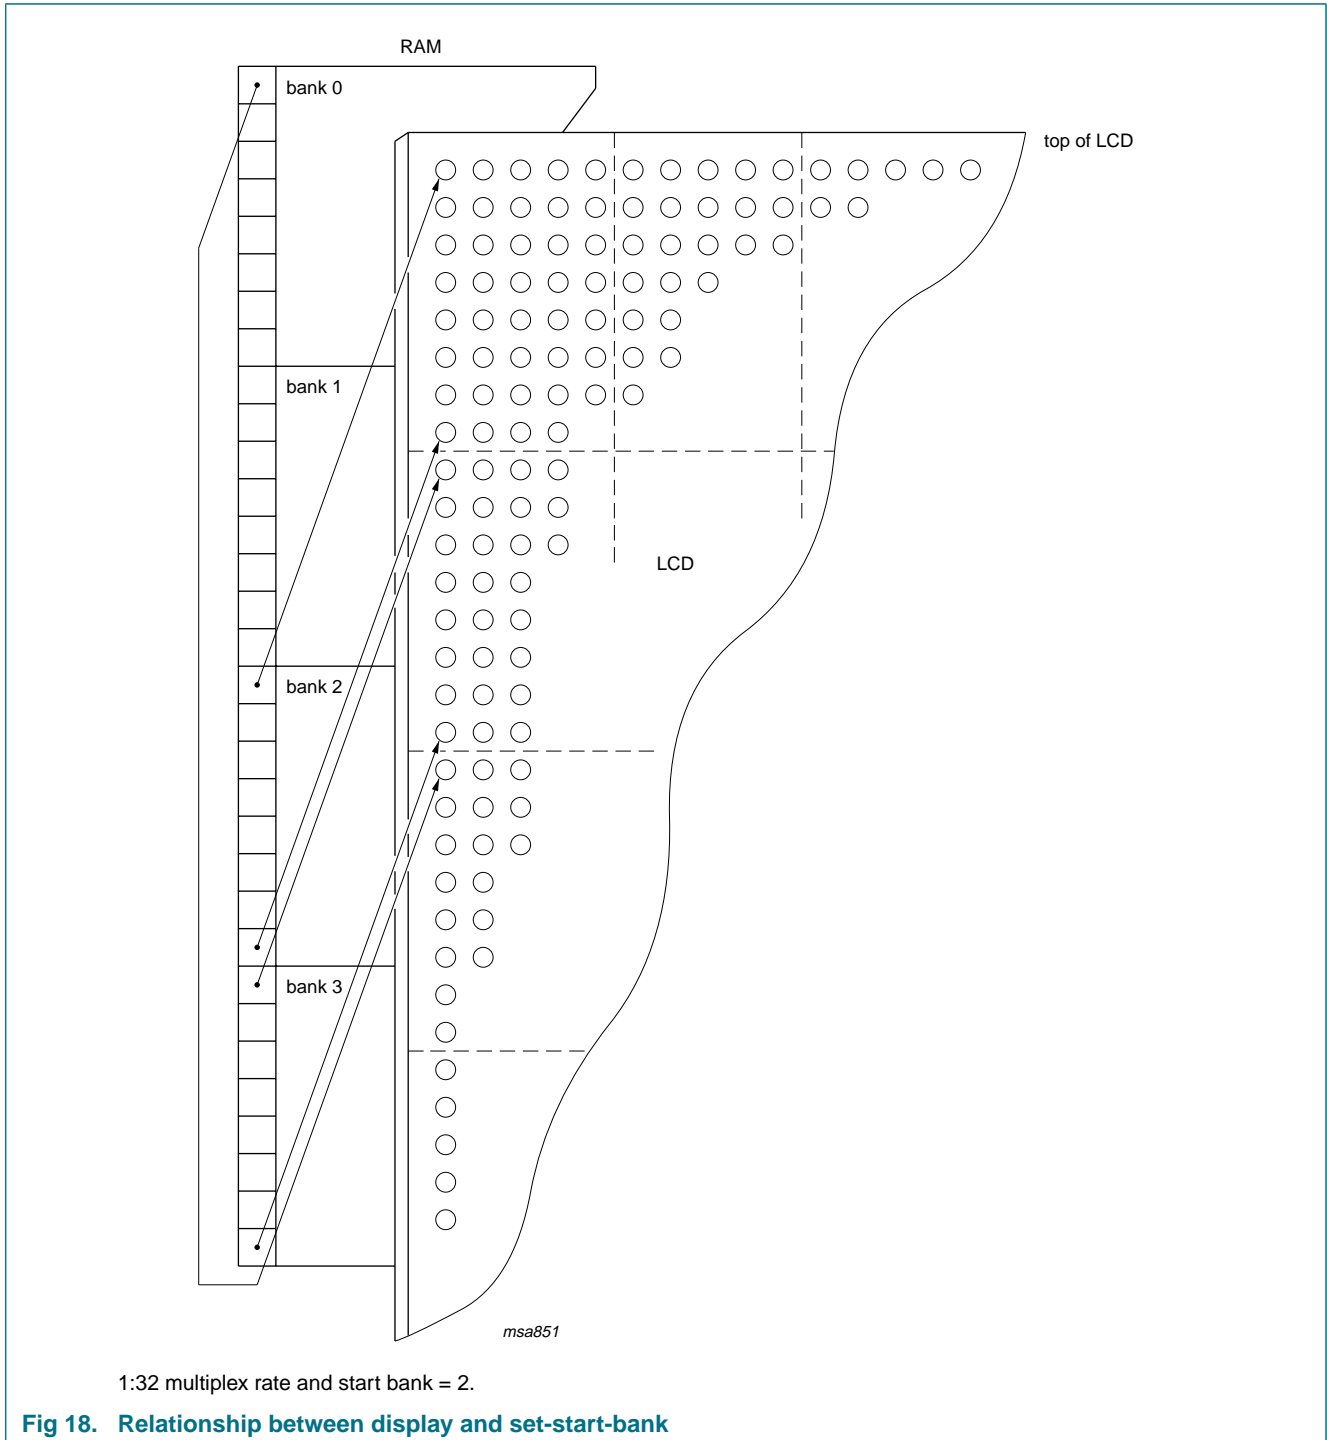 RAM
bank 0
top of LCD
bank 1
LCD
bank 2
bank 3
msa851
1:32 multiplex rate and start bank = 2.
Fig 18. Relationship between display and set-start-bank